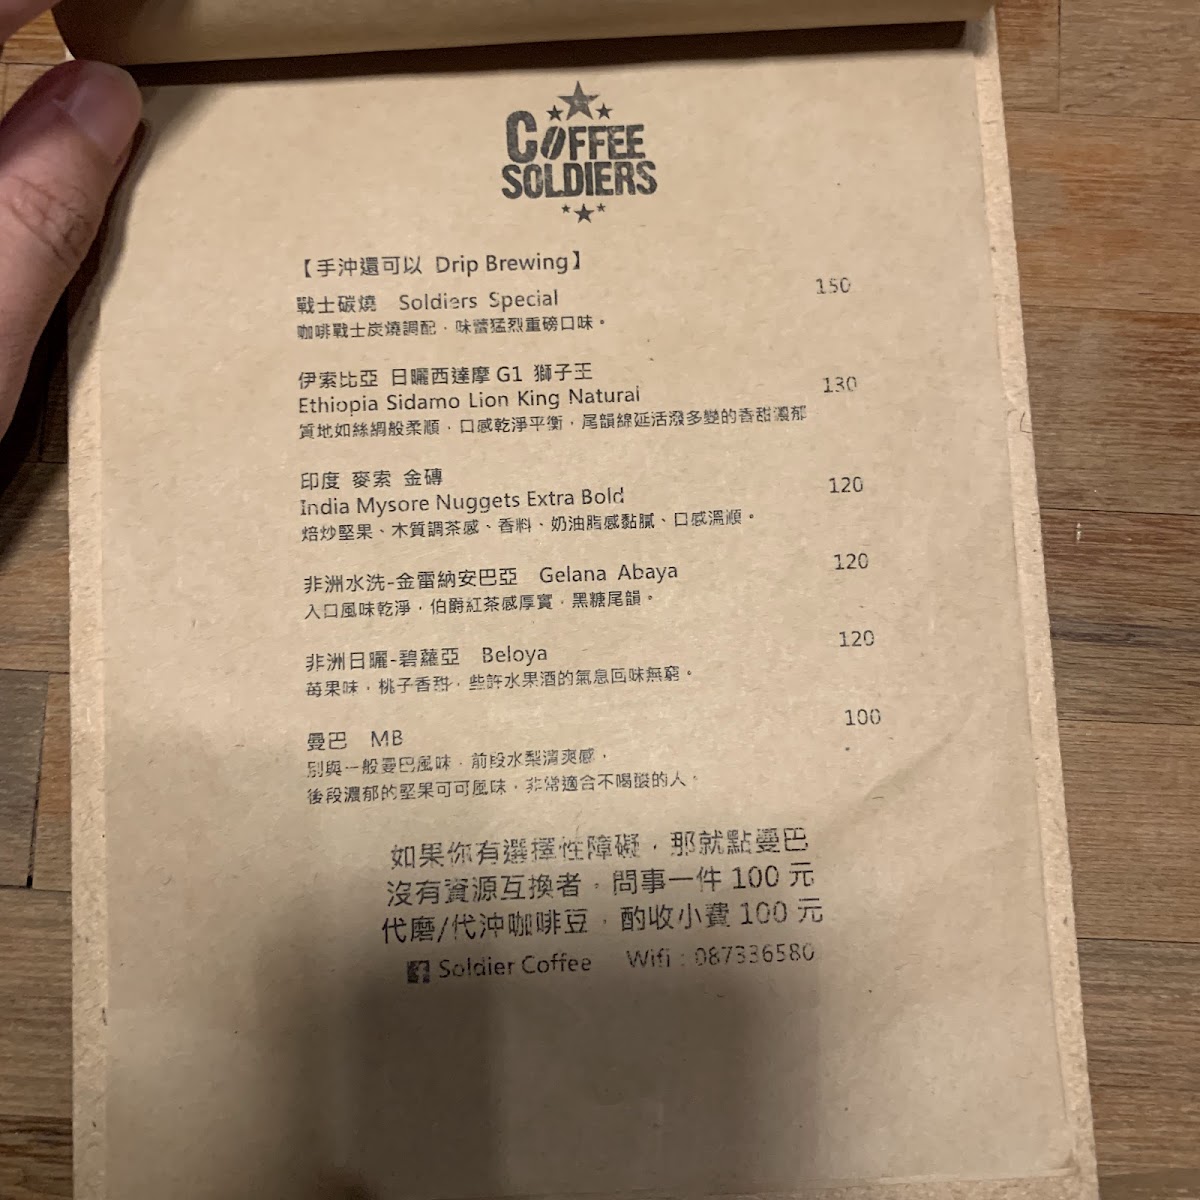 COFFEE
SOLDIERS
【手沖還可以 Drip Brewing】
戰士碳燒 Soldiers Special 150
咖啡戰士炭燒調配，味蕾猛烈重磅口味。
伊索比亞 日曬西達摩 G1 獅子王
Ethiopia Sidamo Lion King Natural 130
質地如絲綢般柔順，口感乾淨平衡，尾韻綿延活潑多變的香甜濃郁
印度 麥索 金磚
India Mysore Nuggets Extra Bold 120
焙炒堅果、木質調茶感、香料、奶油脂感黏膩、口感溫順。
非洲水洗-金雷納安巴亞 Gelana Abaya 120
入口風味乾淨，伯爵紅茶感厚實，黑糖尾韻。
非洲日曬-碧蘿亞 Beloya 120
莓果味，桃子香甜，些許水果酒的氣息回味無窮。
曼巴 MB 100
別與一般曼巴風味，前段水梨清爽感，
後段濃郁的堅果可可風味，非常適合不喝酸的人。
如果你有選擇性障礙，那就點曼巴
沒有資源互換者，問事一件 100 元
代磨/代沖咖啡豆，酌收小費 100 元
Soldier Coffee Wifi : 087336580